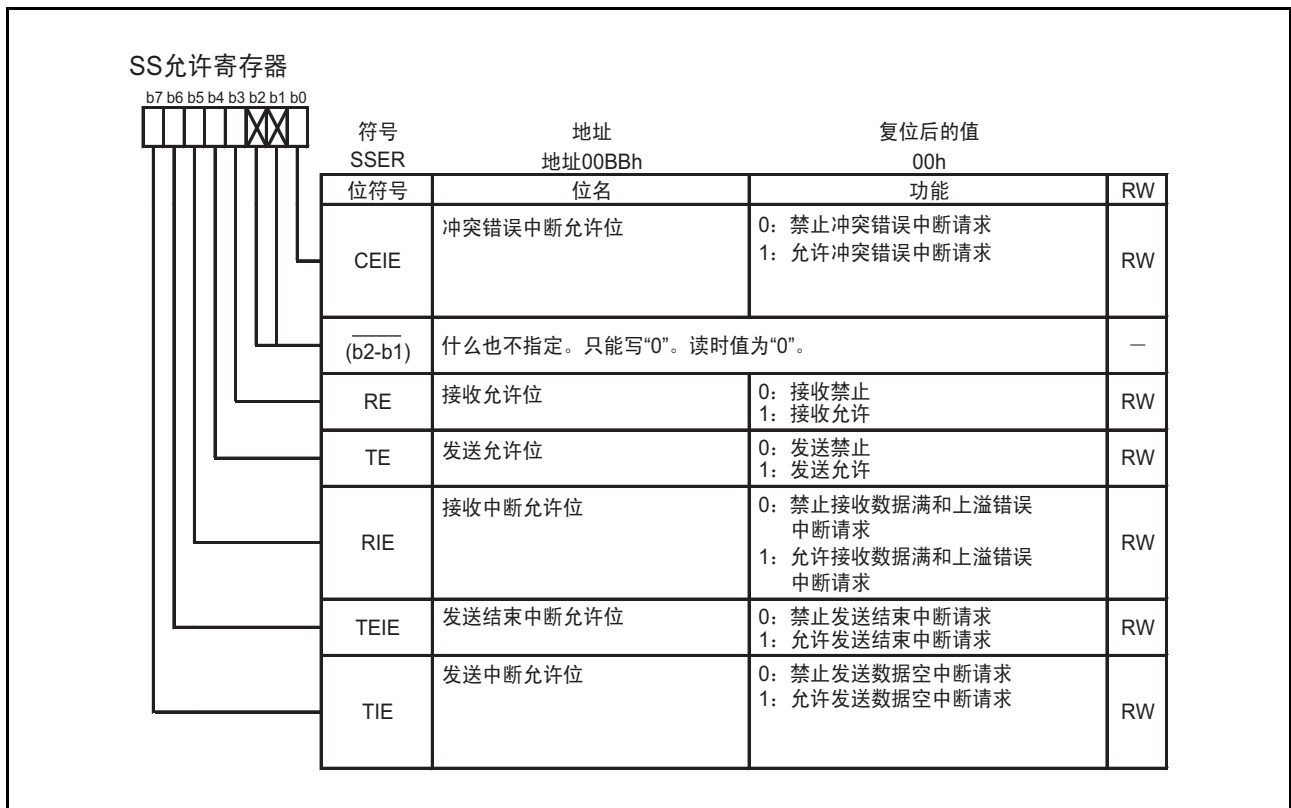 SS允许寄存器
b7 b6 b5 b4 b3 b2 b1 b0
符号 地址 复位后的值
SSER 地址00BBh 00h
位符号 位名 功能 RW
CEIE 冲突错误中断允许位 0：禁止冲突错误中断请求
1：允许冲突错误中断请求 RW
(b2-b1) 什么也不指定。只能写“0”。读时值为“0”。 —
RE 接收允许位 0：接收禁止
1：接收允许 RW
TE 发送允许位 0：发送禁止
1：发送允许 RW
RIE 接收中断允许位 0：禁止接收数据满和上溢错误
中断请求
1：允许接收数据满和上溢错误
中断请求 RW
TEIE 发送结束中断允许位 0：禁止发送结束中断请求
1：允许发送结束中断请求 RW
TIE 发送中断允许位 0：禁止发送数据空中断请求
1：允许发送数据空中断请求 RW